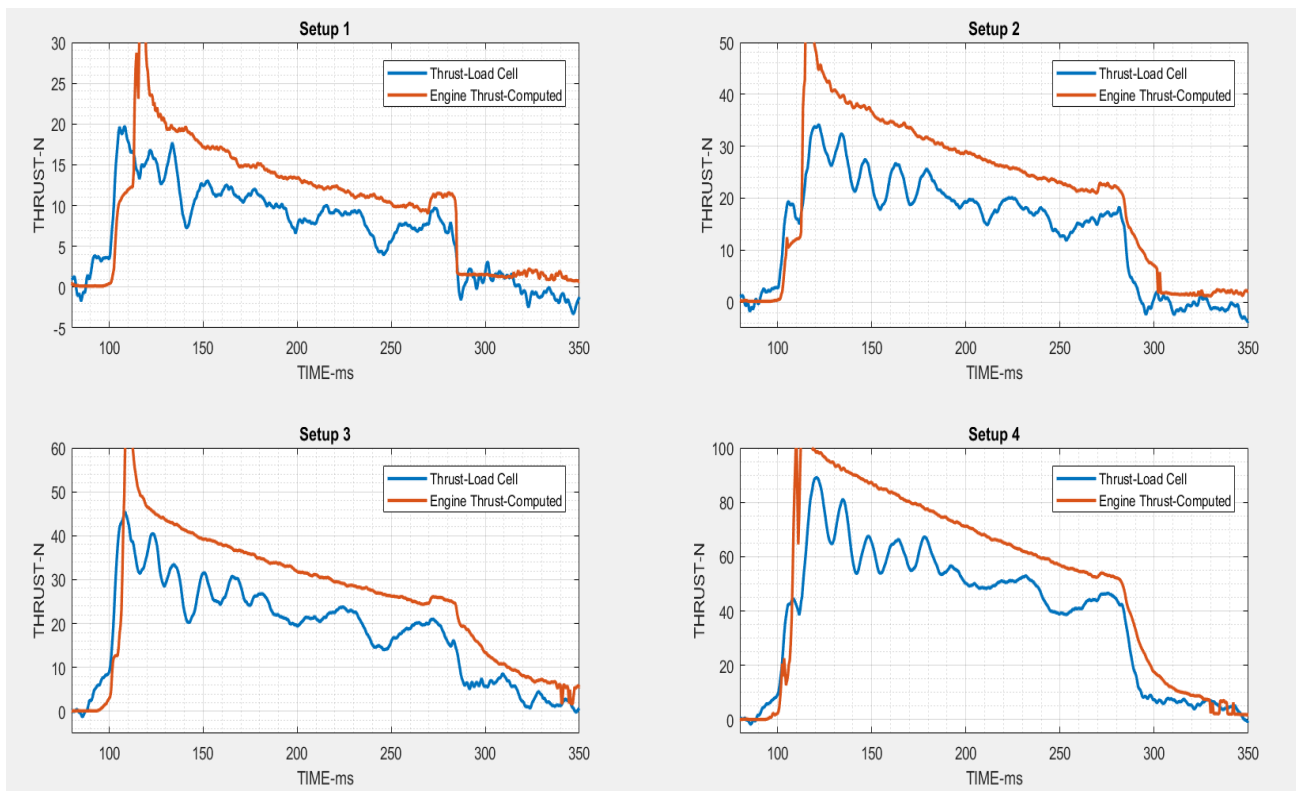 Setup 1
30
25
20
15
10
5
0
-5
THRUST-N
Thrust-Load Cell
Engine Thrust-Computed
100 150 200 250 300 350
TIME-ms
Setup 2
50
40
30
20
10
0
THRUST-N
Thrust-Load Cell
Engine Thrust-Computed
100 150 200 250 300 350
TIME-ms
Setup 3
60
50
40
30
20
10
0
THRUST-N
Thrust-Load Cell
Engine Thrust-Computed
100 150 200 250 300 350
TIME-ms
Setup 4
100
80
60
40
20
0
THRUST-N
Thrust-Load Cell
Engine Thrust-Computed
100 150 200 250 300 350
TIME-ms